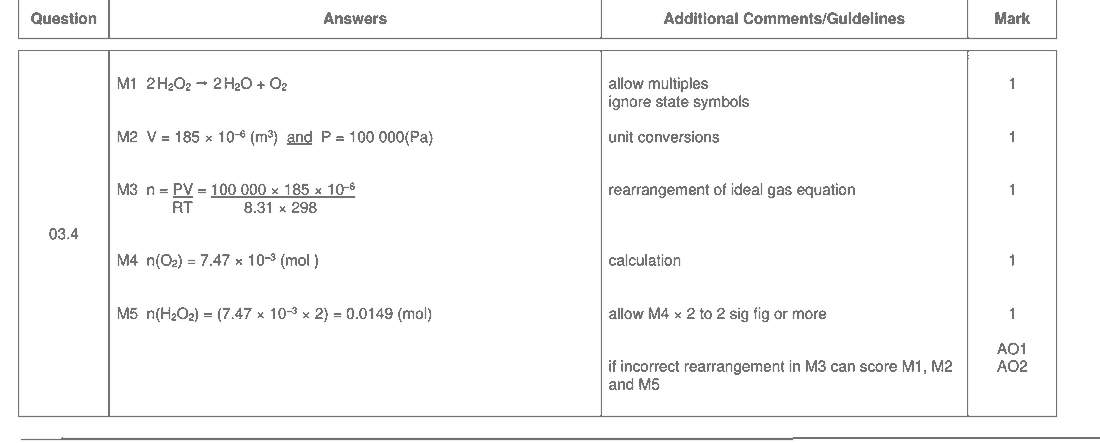 Question Answers Additional Comments/Guidelines Mark
M1 2H₂O₂ → 2H₂O + O₂ allow multiples 1
ignore state symbols
M2 V = 185 × 10⁻⁶ (m³) and P = 100 000(Pa) unit conversions 1
M3 n = PV = 100 000 × 185 × 10⁻⁶ rearrangement of ideal gas equation 1
RT 8.31 × 298
03.4
M4 n(O₂) = 7.47 × 10⁻³ (mol ) calculation 1
M5 n(H₂O₂) = (7.47 × 10⁻³ × 2) = 0.0149 (mol) allow M4 × 2 to 2 sig fig or more 1
AO1
if incorrect rearrangement in M3 can score M1, M2 AO2
and M5